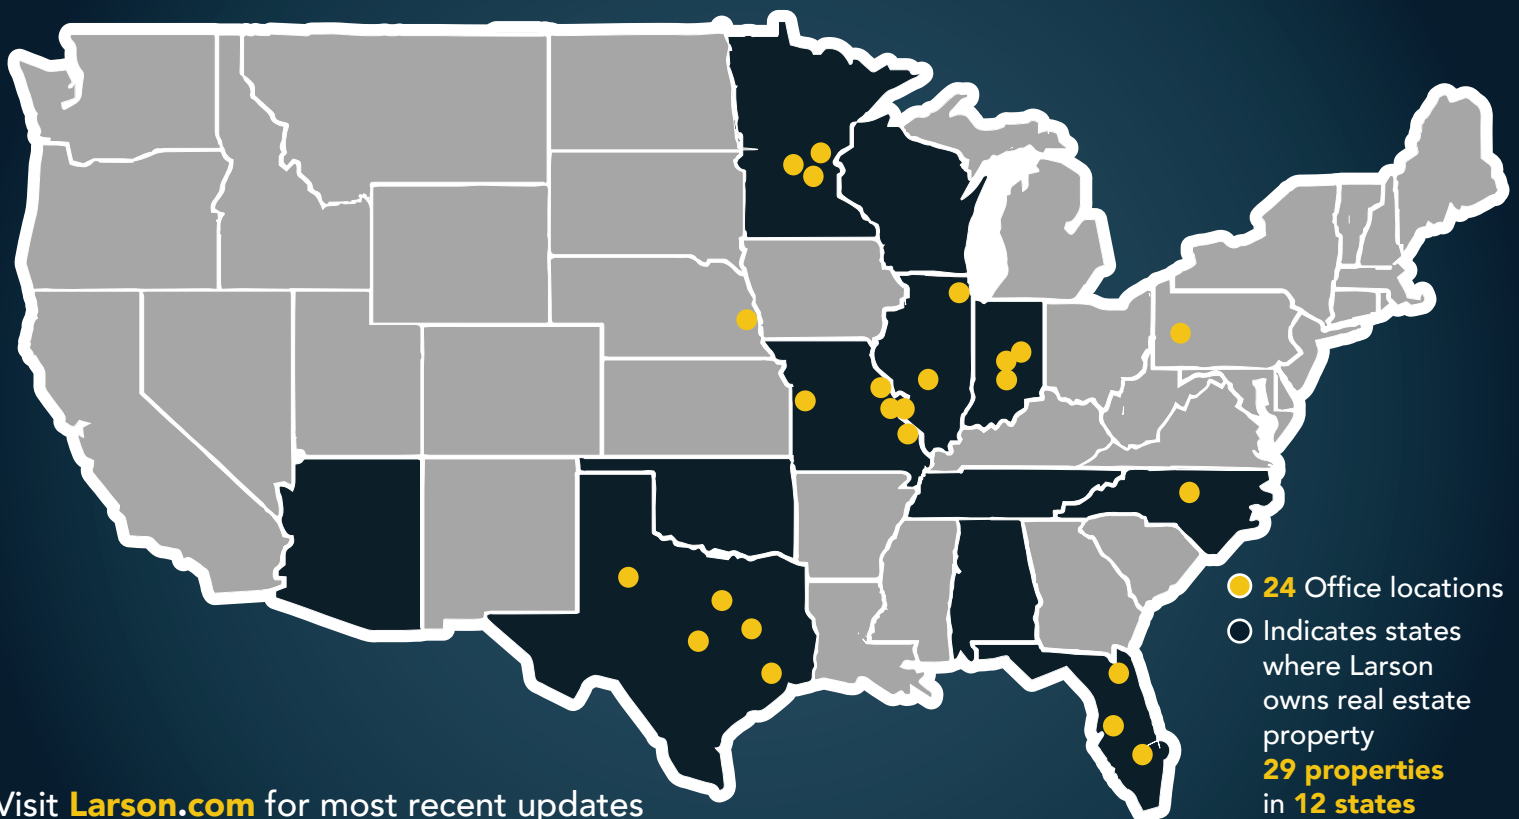 24 Office locations
Indicates states
where Larson
owns real estate
property
29 properties
in 12 states
Visit Larson.com for most recent updates